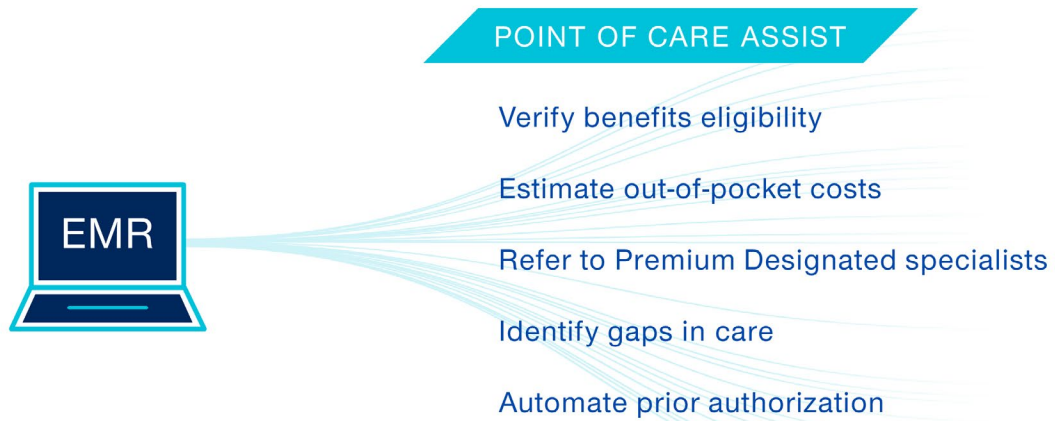 POINT OF CARE ASSIST
Verify benefits eligibility
Estimate out-of-pocket costs
EMR
Refer to Premium Designated specialists
Identify gaps in care
Automate prior authorization